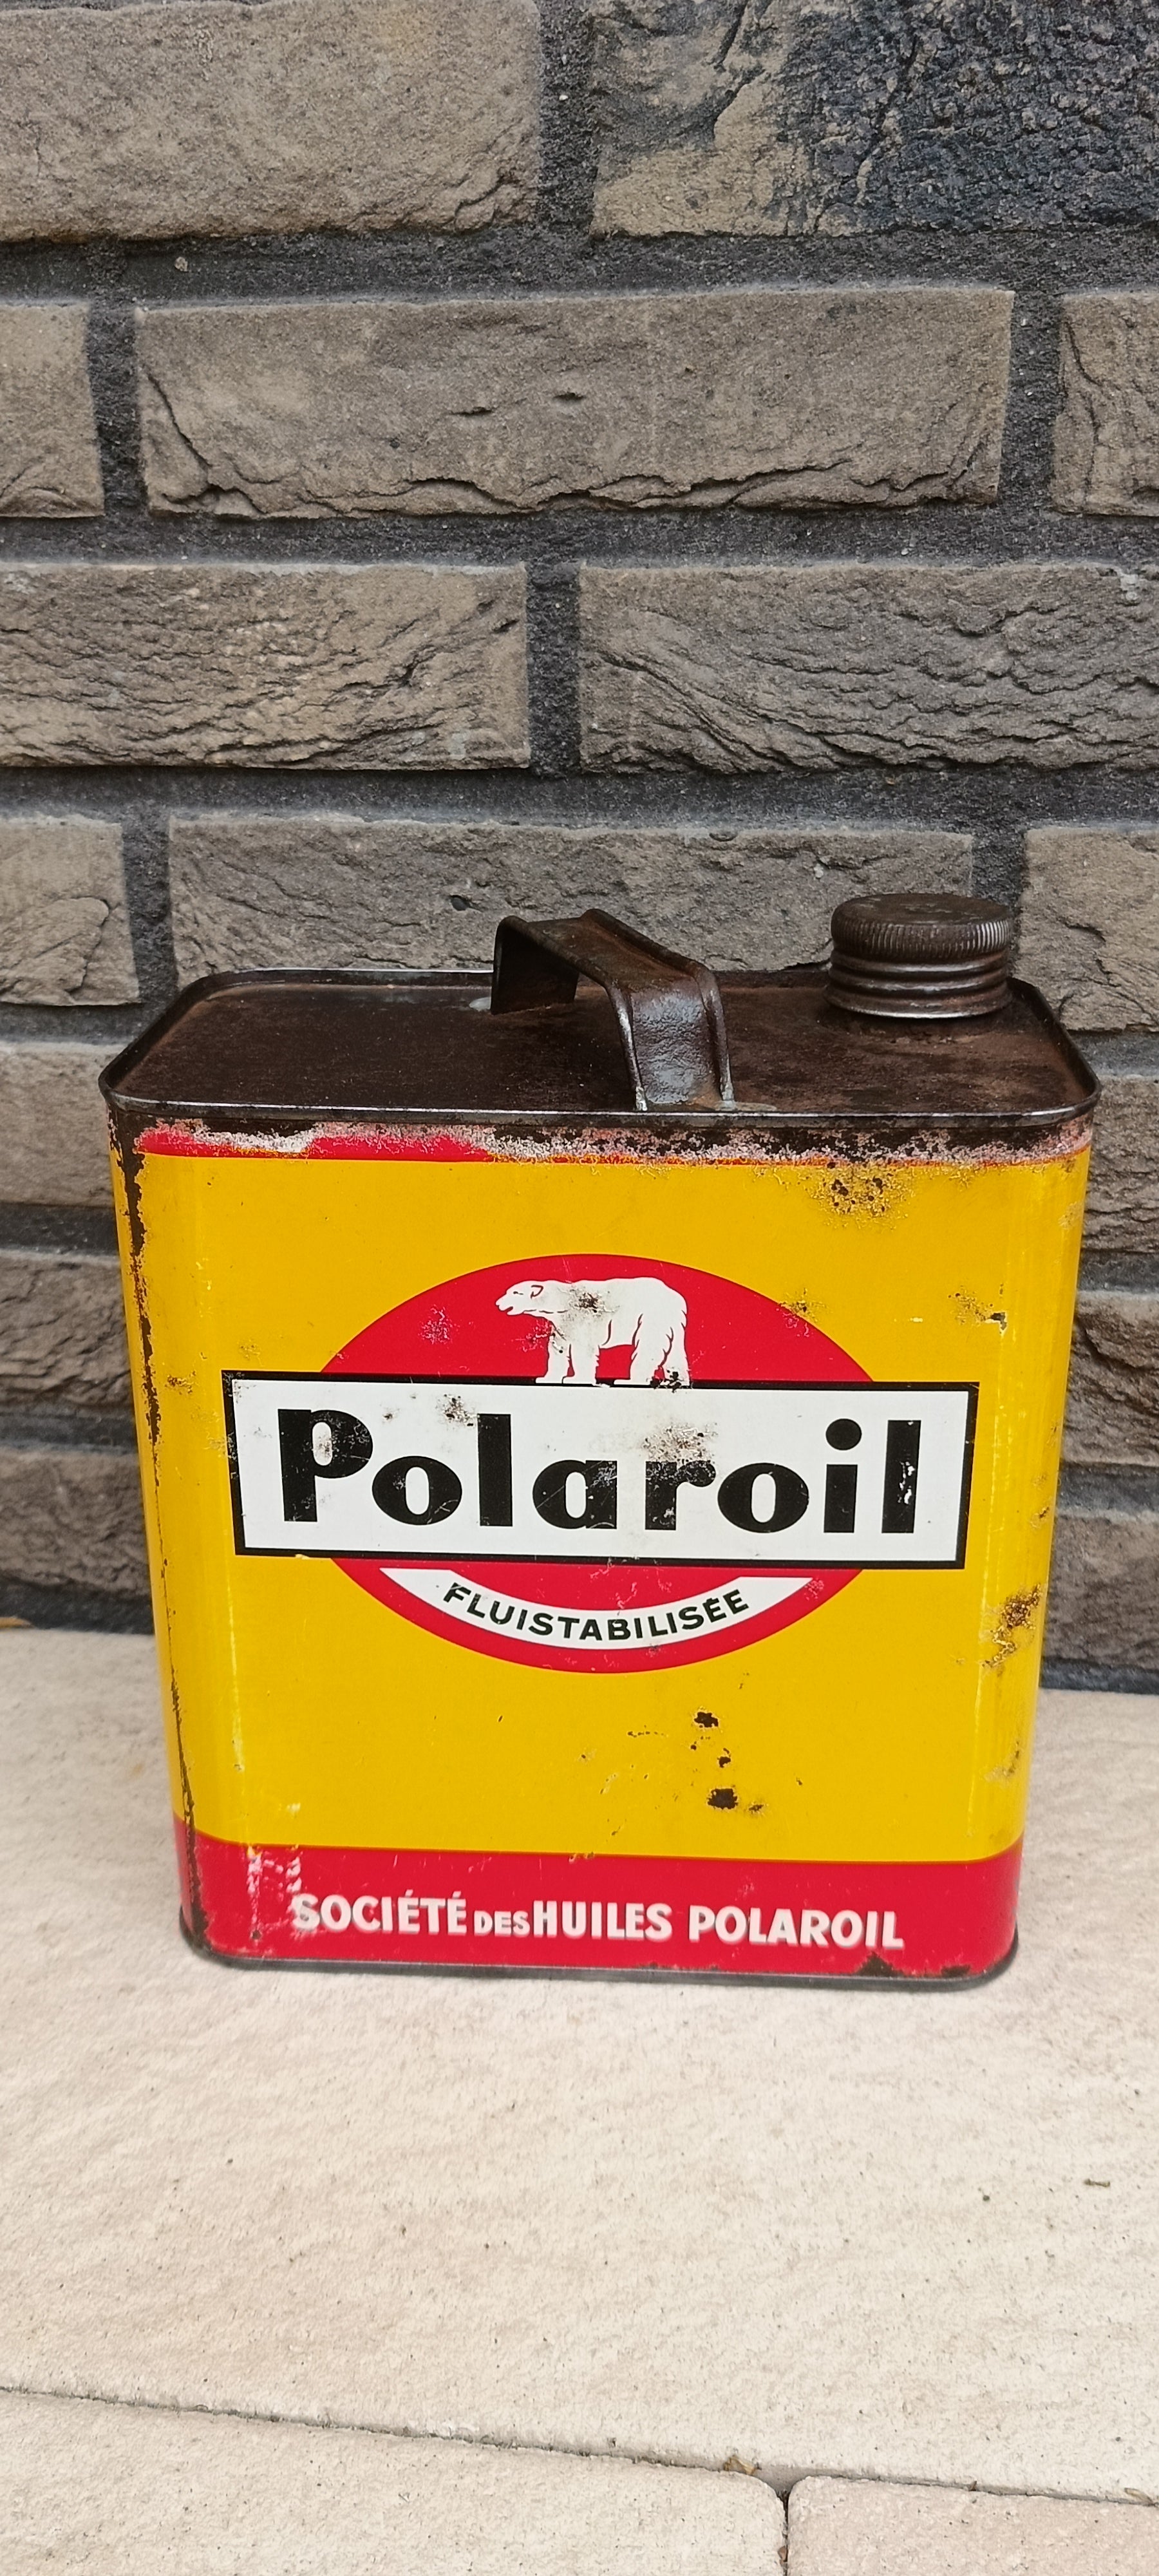 Polaroil
FLUISTABILISÉE
SOCIÉTÉ DES HUILES POLAROIL